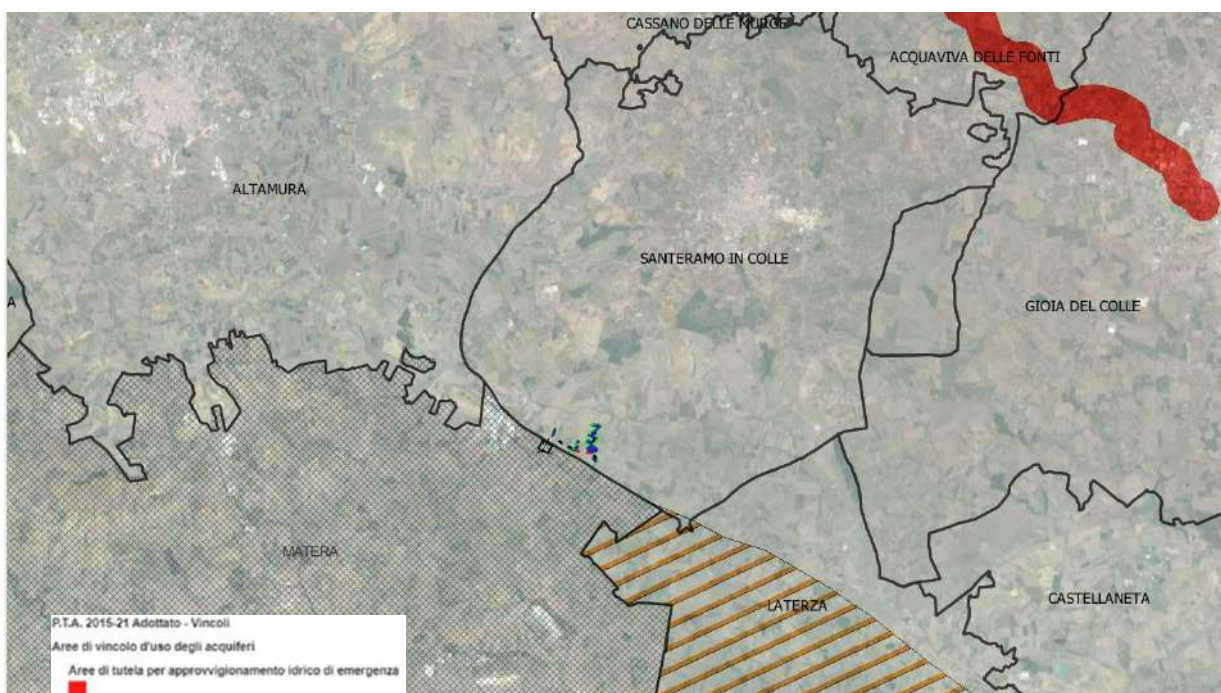 CASSANO DELLE MURGE
ACQUAVIVA DELLE FONTI
ALTAMURA
SANTERAMO IN COLLE
A
GIOIA DEL COLLE
MATERA
LATERZA
CASTELLANETA
P.T.A. 2015-21 Adottato - Vincoli
Aree di vincolo d'uso degli acquiferi
Aree di tutela per approvvigionamento idrico di emergenza